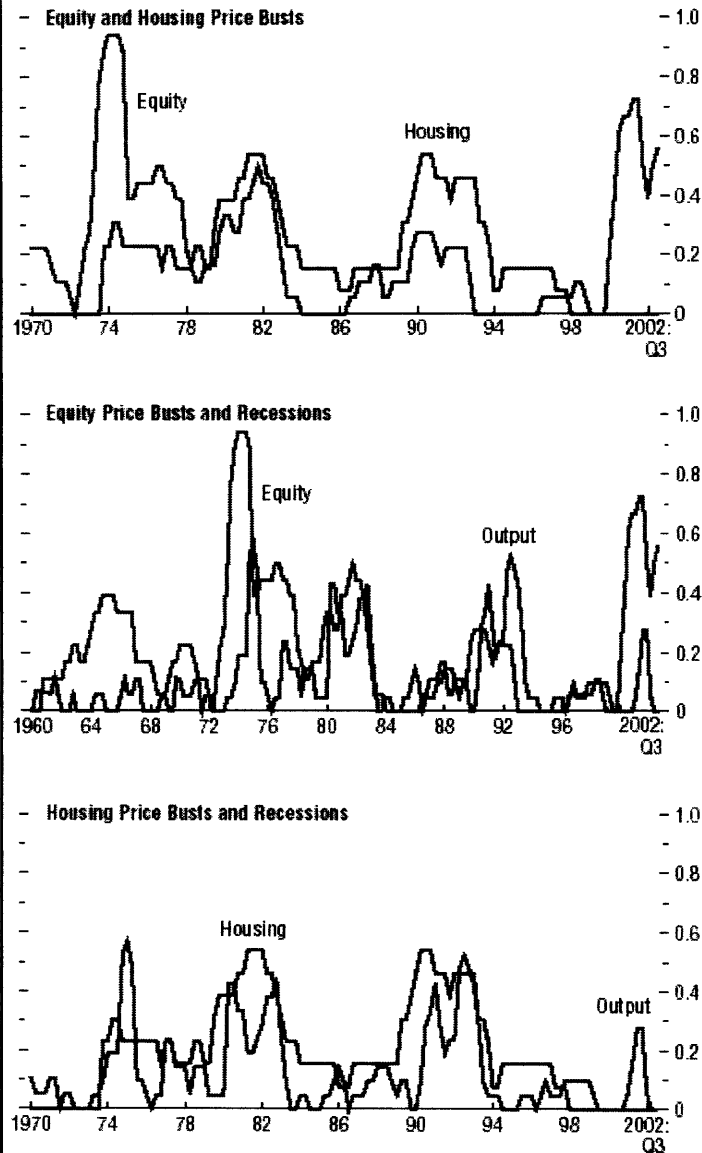 Equity and Housing Price Busts
1.0
0.8
Equity
Housing
0.6
0.4
0.2
0
1970 74 78 82 86 90 94 98 2002:
Q3
Equity Price Busts and Recessions
1.0
0.8
Equity
Output
0.6
0.4
0.2
0
1960 64 68 72 76 80 84 88 92 96 2002:
Q3
Housing Price Busts and Recessions
1.0
0.8
Housing
0.6
0.4
Output
0.2
0
1970 74 78 82 86 90 94 98 2002:
Q3